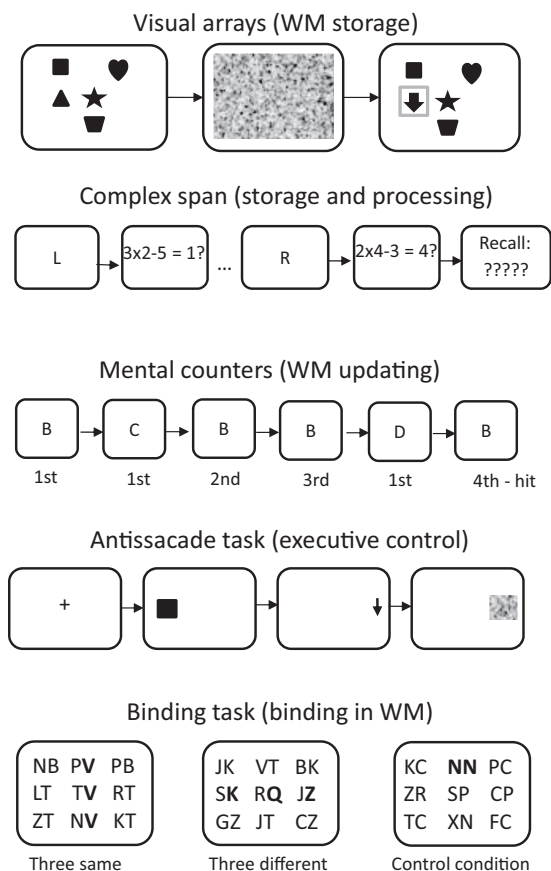 Visual arrays (WM storage)
Complex span (storage and processing)
L 3x2-5 = 1? ... R 2x4-3 = 4? Recall: ?????
Mental counters (WM updating)
B C B B D B
1st 1st 2nd 3rd 1st 4th - hit
Antissacade task (executive control)
+
Binding task (binding in WM)
NB PV PB JK VT BK KC NN PC
LT TV RT SK RQ JZ ZR SP CP
ZT NV KT GZ JT CZ TC XN FC
Three same Three different Control condition